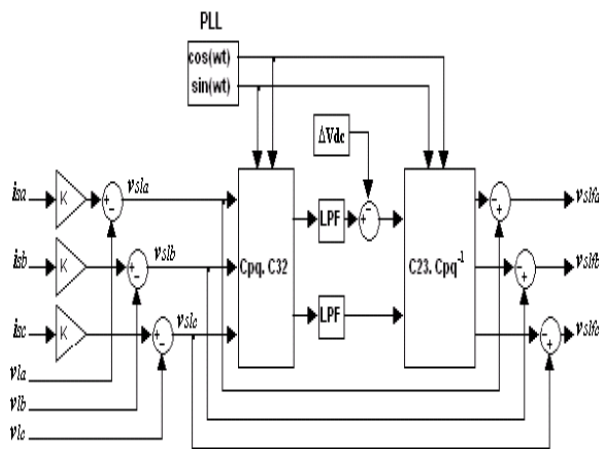 PLL
cos(wt)
sin(wt)
ΔVdc
isa
K
+
−
vsla
isb
K
+
−
vslb
isc
K
+
−
vslc
vla
vlb
vlc
Cpq. C32
LPF
+
−
LPF
C23. Cpq⁻¹
−
+
vslfa
−
+
vslfb
−
+
vslfc